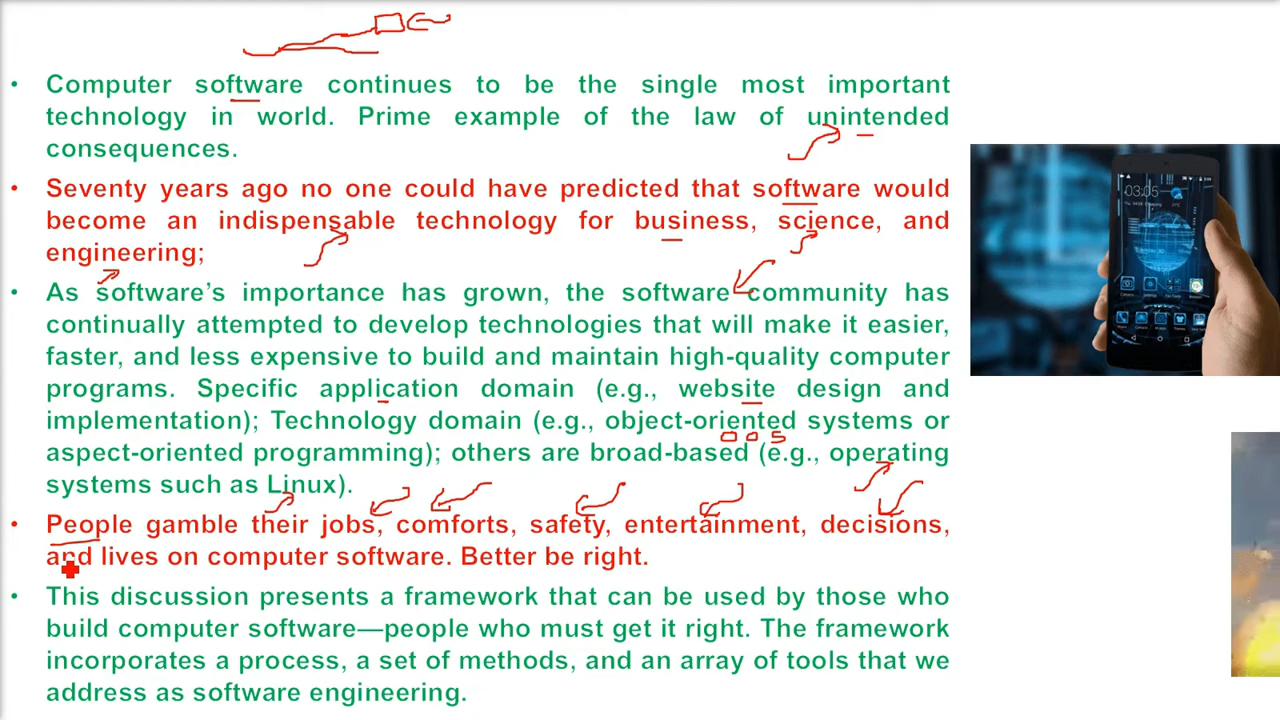 • Computer software continues to be the single most important
technology in world. Prime example of the law of unintended
consequences.
• Seventy years ago no one could have predicted that software would
become an indispensable technology for business, science, and
engineering;
• As software’s importance has grown, the software community has
continually attempted to develop technologies that will make it easier,
faster, and less expensive to build and maintain high-quality computer
programs. Specific application domain (e.g., website design and
implementation); Technology domain (e.g., object-oriented systems or
aspect-oriented programming); others are broad-based (e.g., operating
systems such as Linux).
• People gamble their jobs, comforts, safety, entertainment, decisions,
and lives on computer software. Better be right.
• This discussion presents a framework that can be used by those who
build computer software—people who must get it right. The framework
incorporates a process, a set of methods, and an array of tools that we
address as software engineering.
03:05